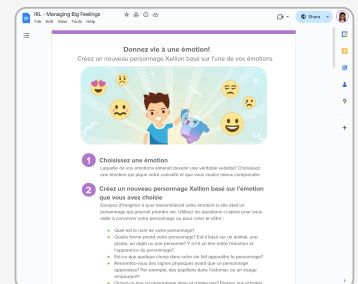 IRL - Managing Big Feelings
File Edit View Tools Help
Share
Donnez vie à une émotion!
Créez un nouveau personnage Xellion basé sur l'une de vos émotions
1 Choisissez une émotion
Laquelle de vos émotions aimerait devenir une véritable vedette? Choisissez
une émotion qui pique votre curiosité et que vous voulez mieux comprendre
2 Créez un nouveau personnage Xellion basé sur l'émotion
que vous avez choisie
Essayez d'imaginer à quoi ressemblerait votre émotion si elle était un
personnage qui pourrait prendre vie. Utilisez les questions ci-après pour vous
aider à concevoir votre personnage ou pour créer le vôtre :
Quel est le nom de votre personnage?
Quelle forme prend votre personnage? Est-il basé sur un animal, une
plante, un objet ou une personne? Y a-t-il un lien entre l'émotion et
l'apparence du personnage?
Est-ce que quelque chose dans votre vie fait apparaître le personnage?
Ressentez-vous des signes physiques avant que ce personnage
apparaisse? Par exemple, des papillons dans l'estomac ou un visage
empourpré?